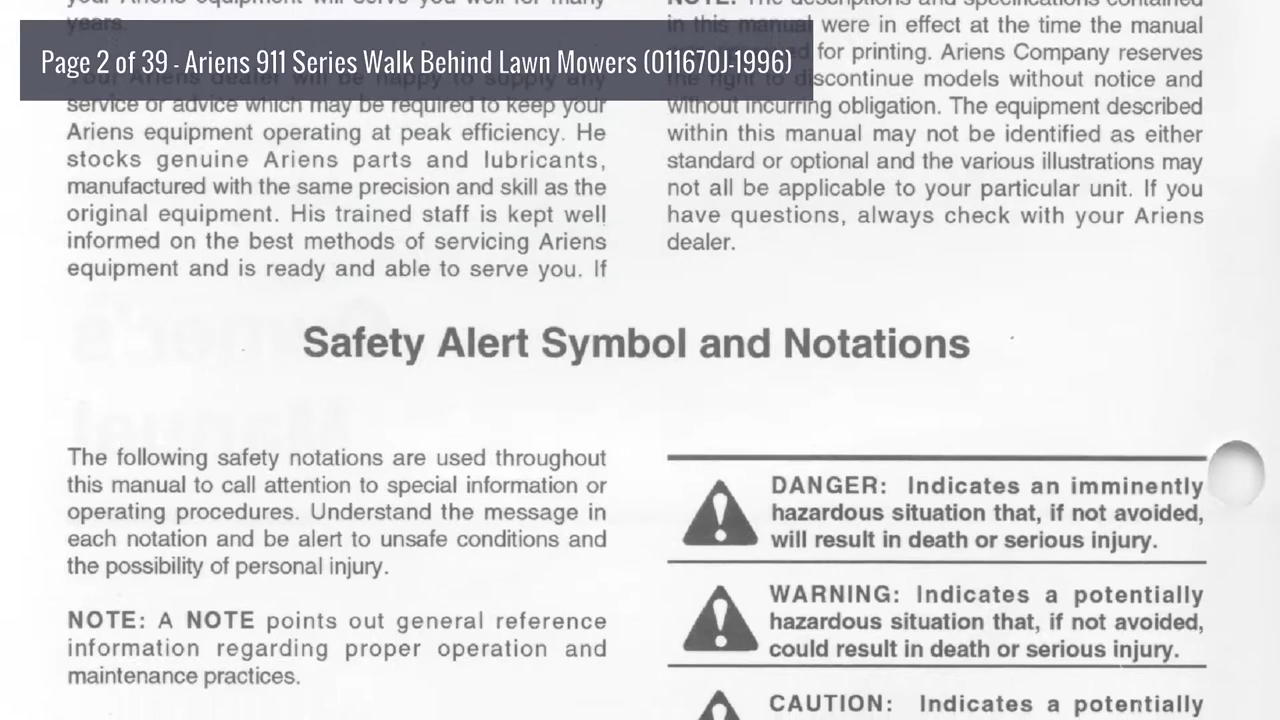 your Ariens equipment will serve you well for many
years.
Page 2 of 39 - Ariens 911 Series Walk Behind Lawn Mowers (011670J-1996)
Your Ariens dealer will be happy to supply any
service or advice which may be required to keep your
Ariens equipment operating at peak efficiency. He
stocks genuine Ariens parts and lubricants,
manufactured with the same precision and skill as the
original equipment. His trained staff is kept well
informed on the best methods of servicing Ariens
equipment and is ready and able to serve you. If
NOTE: The descriptions and specifications contained
in this manual were in effect at the time the manual
for printing. Ariens Company reserves
the right to discontinue models without notice and
without incurring obligation. The equipment described
within this manual may not be identified as either
standard or optional and the various illustrations may
not all be applicable to your particular unit. If you
have questions, always check with your Ariens
dealer.
Safety Alert Symbol and Notations
The following safety notations are used throughout
this manual to call attention to special information or
operating procedures. Understand the message in
each notation and be alert to unsafe conditions and
the possibility of personal injury.
NOTE: A NOTE points out general reference
information regarding proper operation and
maintenance practices.
DANGER: Indicates an imminently
hazardous situation that, if not avoided,
will result in death or serious injury.
WARNING: Indicates a potentially
hazardous situation that, if not avoided,
could result in death or serious injury.
CAUTION: Indicates a potentially